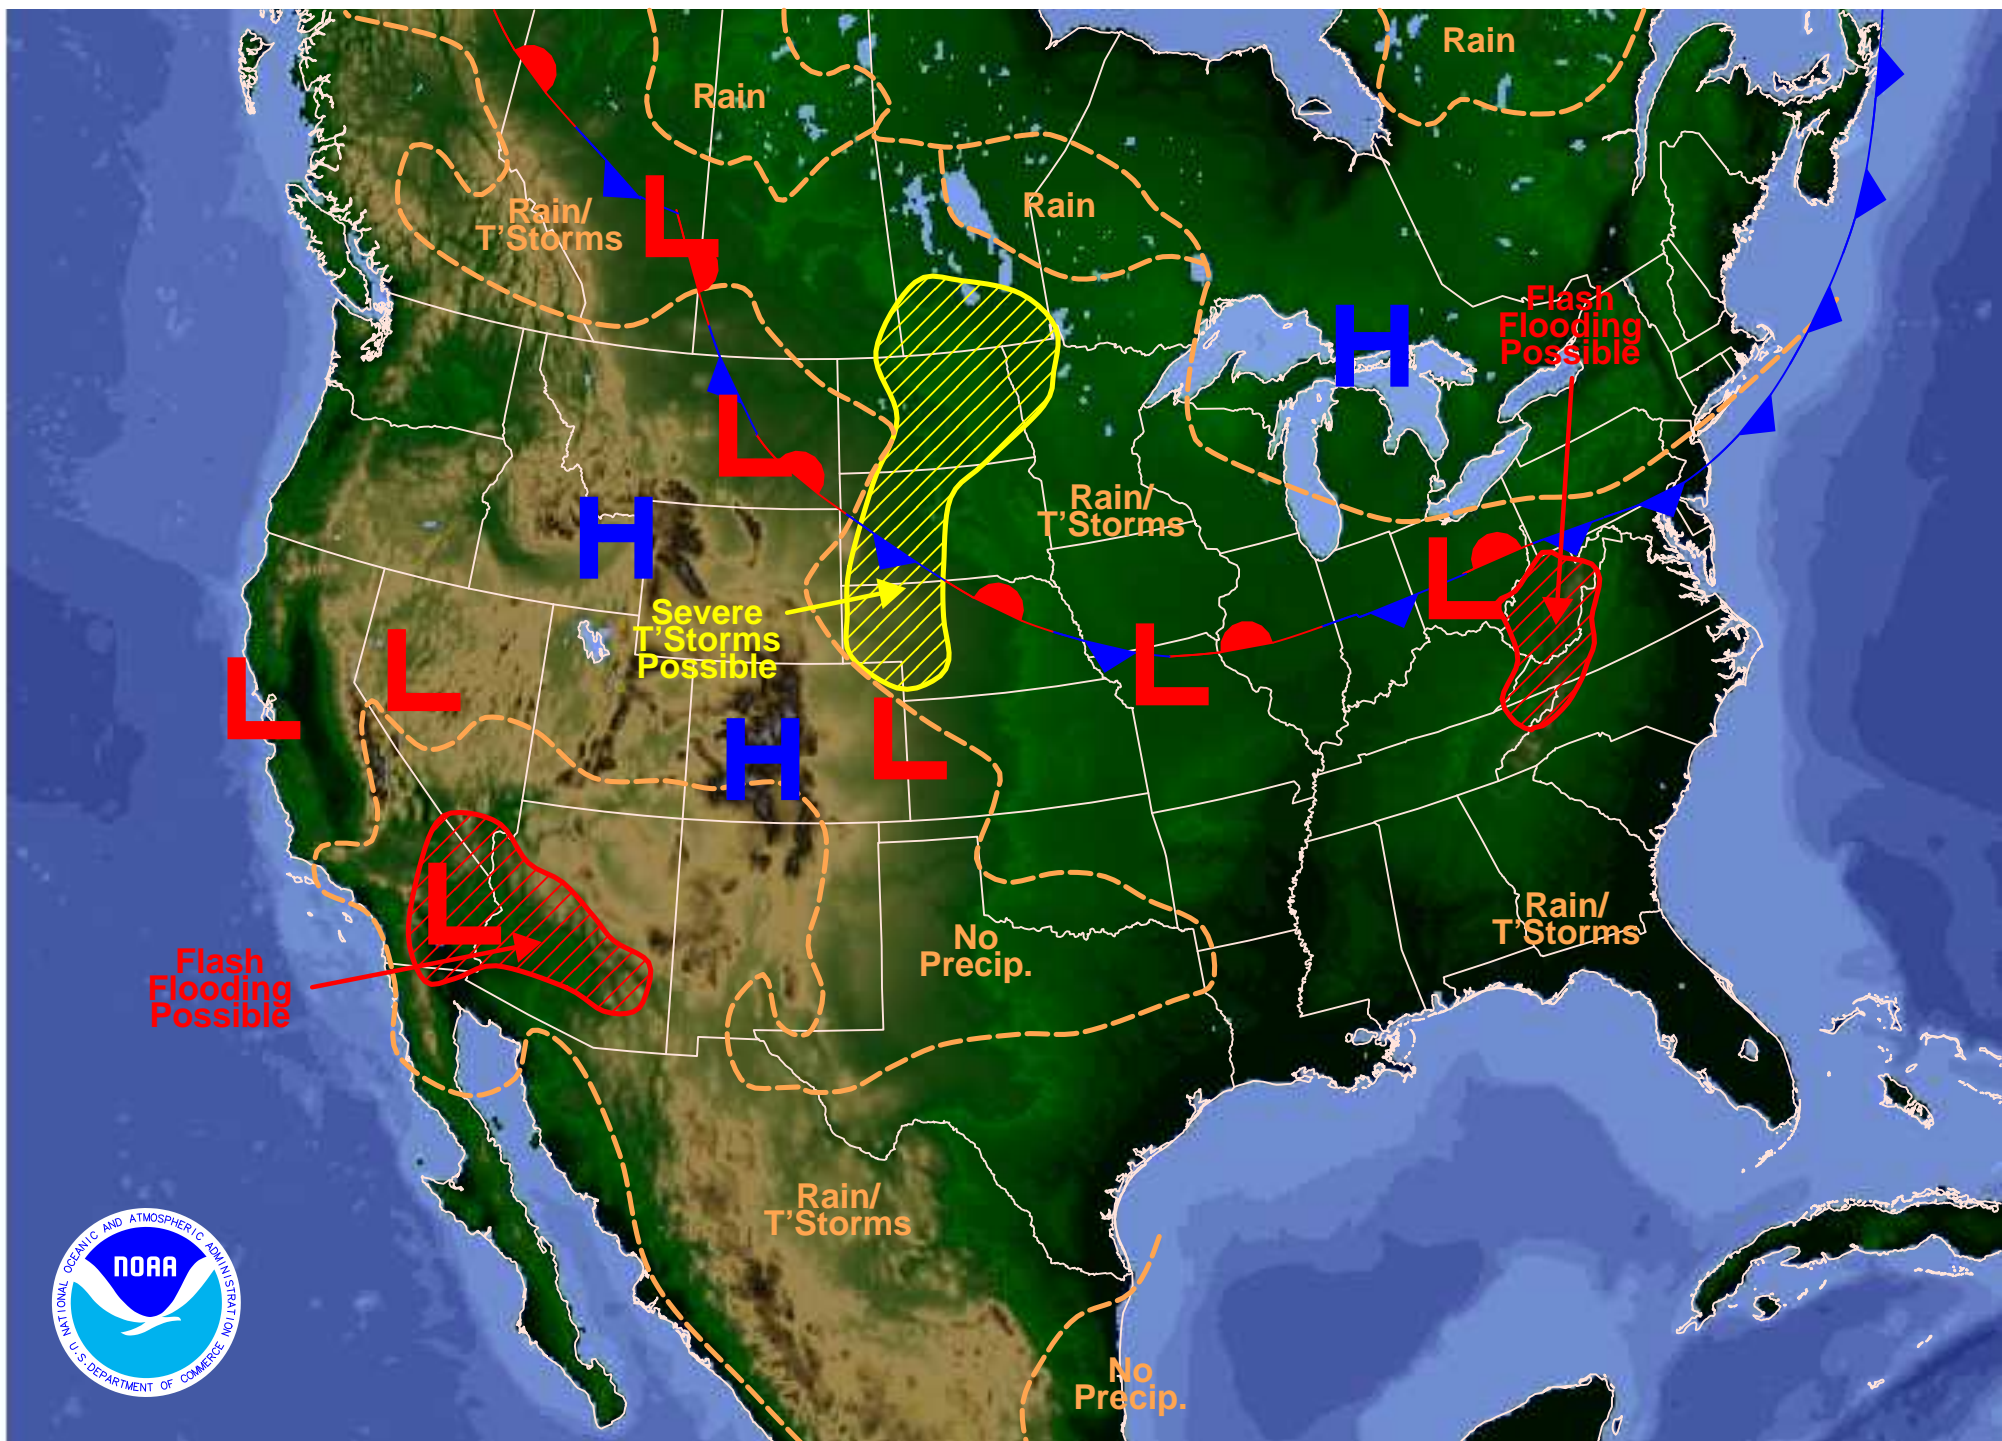 Rain
Rain
Rain/
T'Storms
Rain
Flash
Flooding
Possible
L
H
L
H
Rain/
T'Storms
L
Severe
T'Storms
Possible
L
L
L
H
L
L
Flash
Flooding
Possible
No
Precip.
Rain/
T'Storms
Rain/
T'Storms
No
Precip.
NATIONAL OCEANIC AND ATMOSPHERIC ADMINISTRATION
NOAA
U.S. DEPARTMENT OF COMMERCE